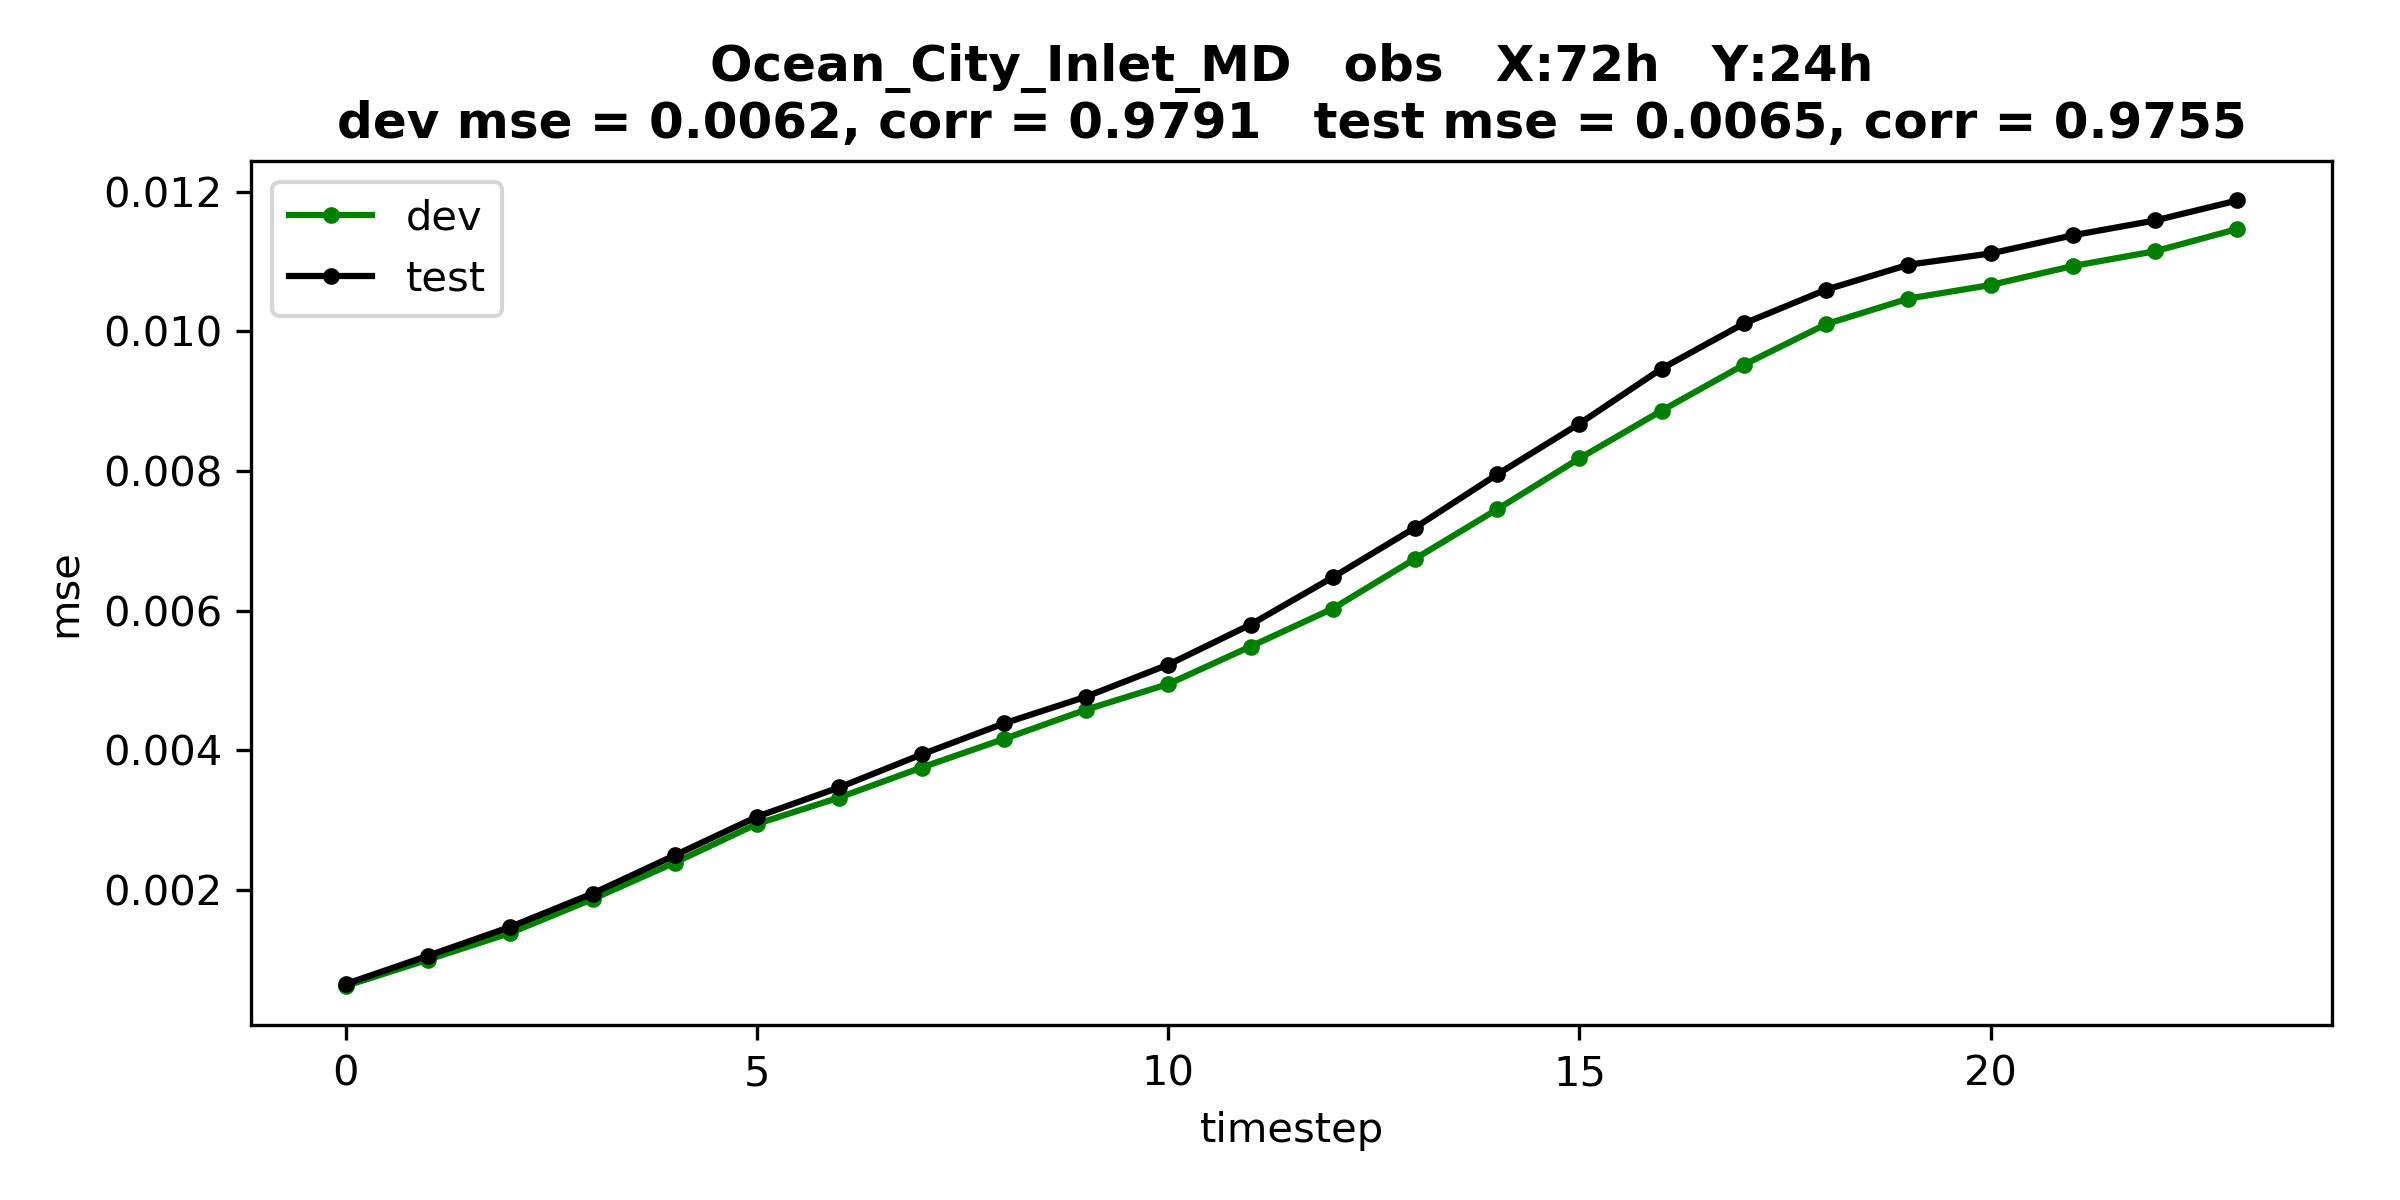 Ocean_City_Inlet_MD obs X:72h Y:24h
dev mse = 0.0062, corr = 0.9791 test mse = 0.0065, corr = 0.9755
dev
test
mse
0.012
0.010
0.008
0.006
0.004
0.002
0 5 10 15 20
timestep